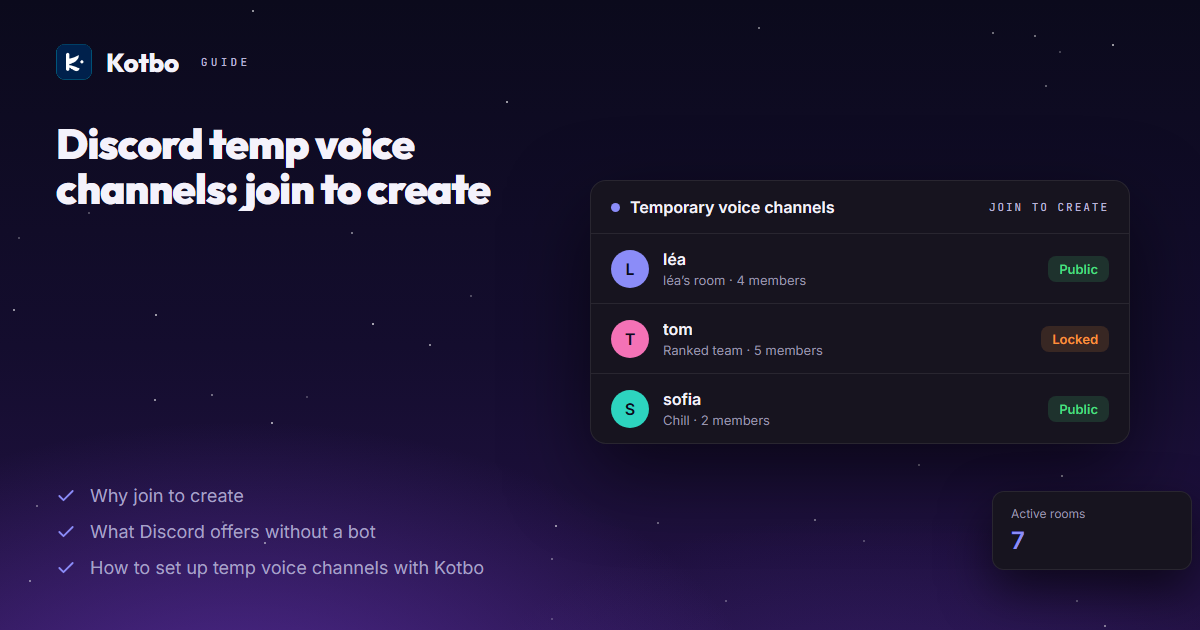 Kotbo GUIDE
Discord temp voice
channels: join to create
Temporary voice channels JOIN TO CREATE
L léa
léa's room · 4 members Public
T tom
Ranked team · 5 members Locked
S sofia
Chill · 2 members Public
Why join to create
What Discord offers without a bot
How to set up temp voice channels with Kotbo
Active rooms
7